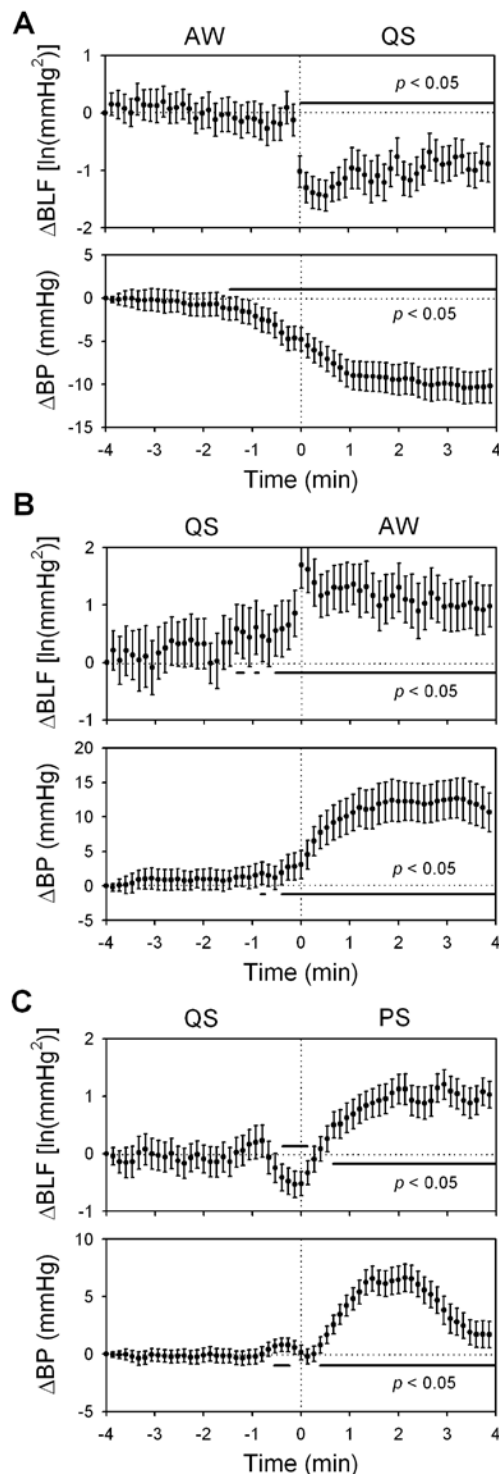 A
AW QS
ΔBLF [ln(mmHg²)]
1
0
-1
-2
p < 0.05
ΔBP (mmHg)
5
0
-5
-10
-15
p < 0.05
-4 -3 -2 -1 0 1 2 3 4
Time (min)
B
QS AW
ΔBLF [ln(mmHg²)]
2
1
0
-1
p < 0.05
ΔBP (mmHg)
20
15
10
5
0
-5
p < 0.05
-4 -3 -2 -1 0 1 2 3 4
Time (min)
C
QS PS
ΔBLF [ln(mmHg²)]
2
1
0
-1
p < 0.05
ΔBP (mmHg)
10
5
0
-5
p < 0.05
-4 -3 -2 -1 0 1 2 3 4
Time (min)